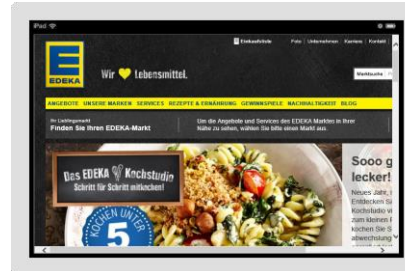 iPad
Einkaufsliste Foto Unternehmen Karriere Kontakt
EDEKA
Wir Lebensmittel.
Marktsuche
ANGEBOTE UNSERE MARKEN SERVICES REZEPTE & ERNÄHRUNG GEWINNSPIELE NACHHALTIGKEIT BLOG
Ihr Lieblingsmarkt
Finden Sie Ihren EDEKA-Markt
Um die Angebote und Services des EDEKA Marktes in Ihrer
Nähe zu sehen, wählen Sie bitte einen Markt aus.
Das EDEKA Kochstudio
Schritt für Schritt mitkochen!
KOCHEN UNTER
5
Sooo g
lecker!
Neues Jahr,
Entdecken Si
Kochstudio
zum kleinen
kochen Sie S
abwechslung